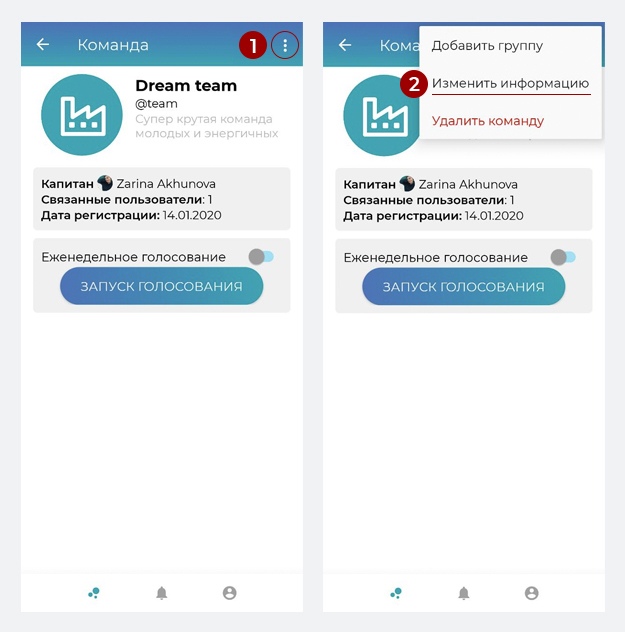 Команда
1
Dream team
@team
Супер крутая команда
молодых и энергичных
Капитан Zarina Akhunova
Связанные пользователи: 1
Дата регистрации: 14.01.2020
Еженедельное голосование
ЗАПУСК ГОЛОСОВАНИЯ
Кома
Добавить группу
2
Изменить информацию
Удалить команду
Капитан Zarina Akhunova
Связанные пользователи: 1
Дата регистрации: 14.01.2020
Еженедельное голосование
ЗАПУСК ГОЛОСОВАНИЯ